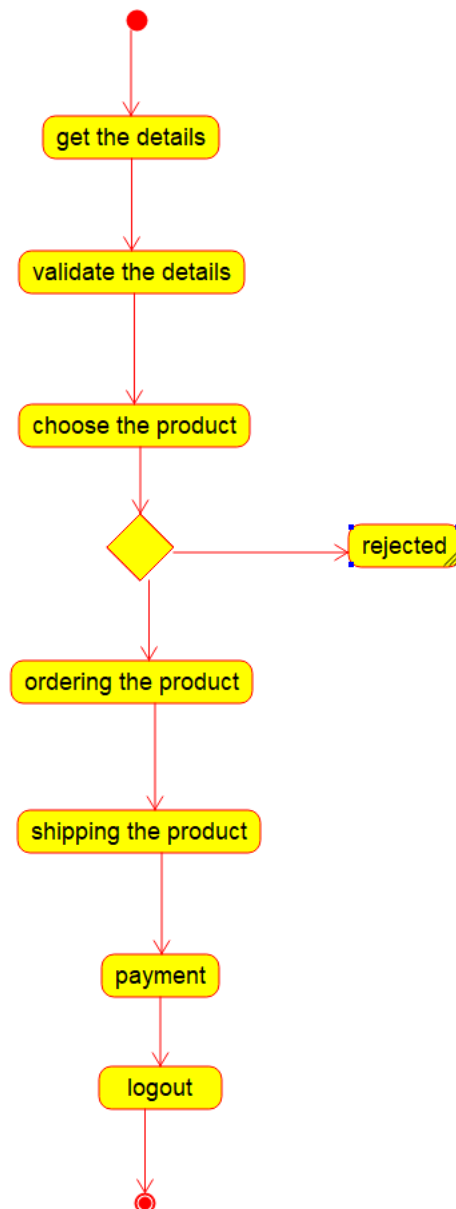 get the details
validate the details
choose the product
rejected
ordering the product
shipping the product
payment
logout